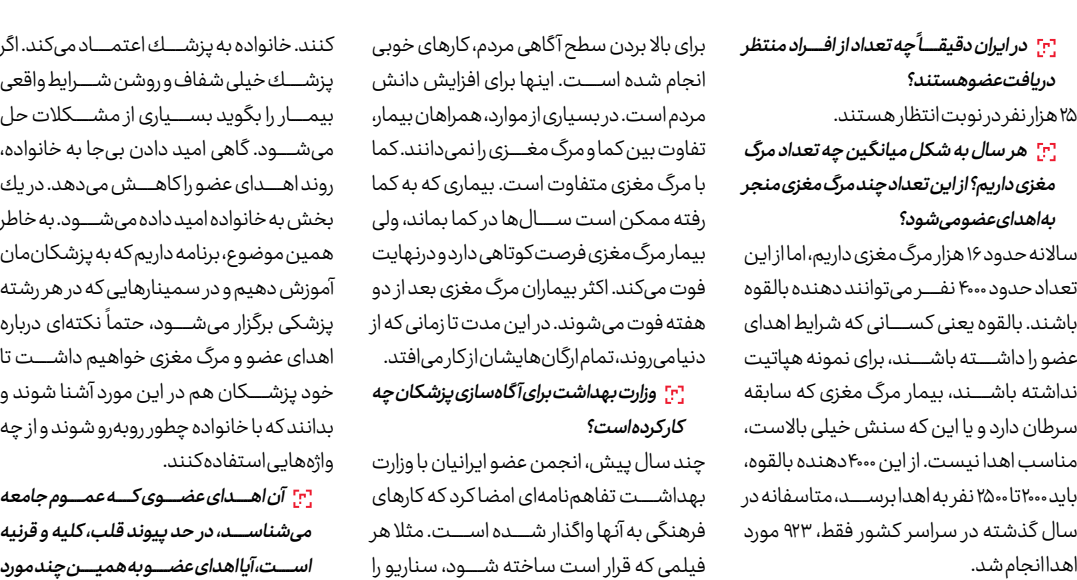 در ایران دقیقاً چه تعداد از افراد منتظر
دریافت عضو هستند؟
۲۵ هزار نفر در نوبت انتظار هستند.
هر سال به شکل میانگین چه تعداد مرگ
مغزی داریم؟ از این تعداد چند مرگ مغزی منجر
به اهدای عضو می‌شود؟
سالانه حدود ۱۶ هزار مرگ مغزی داریم، اما از این
تعداد حدود ۴۰۰۰ نفر می‌توانند دهنده بالقوه
باشند. بالقوه یعنی کسانی که شرایط اهدای
عضو را داشته باشند، برای نمونه هپاتیت
نداشته باشند، بیمار مرگ مغزی که سابقه
سرطان دارد و یا این که سنش خیلی بالاست،
مناسب اهدا نیست. از این ۴۰۰۰ دهنده بالقوه،
باید ۲۰۰۰ تا ۲۵۰۰ نفر به اهدا برسد، متاسفانه در
سال گذشته در سراسر کشور فقط، ۹۲۳ مورد
اهدا انجام شد.
برای بالا بردن سطح آگاهی مردم، کارهای خوبی
انجام شده است. اینها برای افزایش دانش
مردم است. در بسیاری از موارد، همراهان بیمار،
تفاوت بین کما و مرگ مغزی را نمی‌دانند. کما
با مرگ مغزی متفاوت است. بیماری که به کما
رفته ممکن است سال‌ها در کما بماند، ولی
بیمار مرگ مغزی فرصت کوتاهی دارد و درنهایت
فوت می‌کند. اکثر بیماران مرگ مغزی بعد از دو
هفته فوت می‌شوند. در این مدت تا زمانی که از
دنیا می‌روند، تمام ارگان‌هایشان از کار می‌افتد.
وزارت بهداشت برای آگاه‌سازی پزشکان چه
کار کرده است؟
چند سال پیش، انجمن عضو ایرانیان با وزارت
بهداشت تفاهم‌نامه‌ای امضا کرد که کارهای
فرهنگی به آنها واگذار شده است. مثلا هر
فیلمی که قرار است ساخته شود، سناریو را
کنند. خانواده به پزشك اعتماد می‌کند. اگر
پزشك خیلی شفاف و روشن شرایط واقعی
بیمار را بگوید بسیاری از مشکلات حل
می‌شود. گاهی امید دادن بی‌جا به خانواده،
روند اهدای عضو را کاهش می‌دهد. در یك
بخش به خانواده امید داده می‌شود. به خاطر
همین موضوع، برنامه داریم که به پزشکان‌مان
آموزش دهیم و در سمینارهایی که در هر رشته
پزشکی برگزار می‌شود، حتماً نکته‌ای درباره
اهدای عضو و مرگ مغزی خواهیم داشت تا
خود پزشکان هم در این مورد آشنا شوند و
بدانند که با خانواده چطور روبه‌رو شوند و از چه
واژه‌هایی استفاده کنند.
آن اهدای عضوی که عموم جامعه
می‌شناسد، در حد پیوند قلب، کلیه و قرنیه
است، آیا اهدای عضو به همین چند مورد